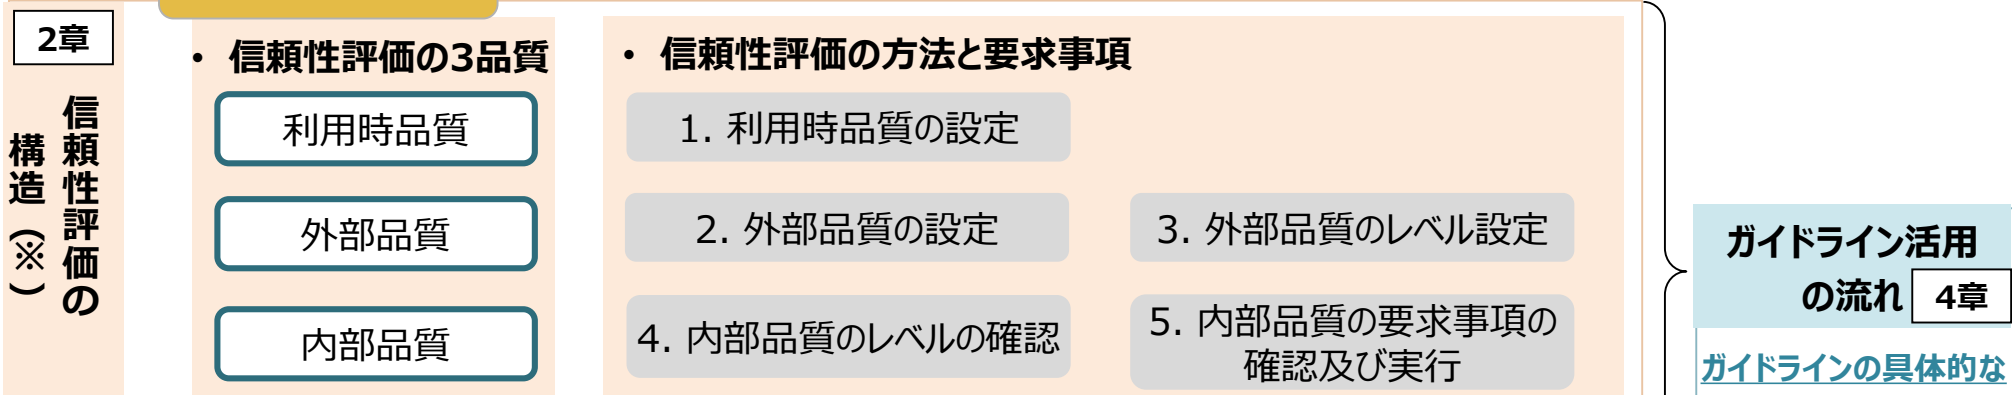 2章
信頼性評価の
構造（※）
• 信頼性評価の3品質
利用時品質
外部品質
内部品質
• 信頼性評価の方法と要求事項
1. 利用時品質の設定
2. 外部品質の設定
3. 外部品質のレベル設定
4. 内部品質のレベルの確認
5. 内部品質の要求事項の
確認及び実行
ガイドライン活用
の流れ
4章
ガイドラインの具体的な